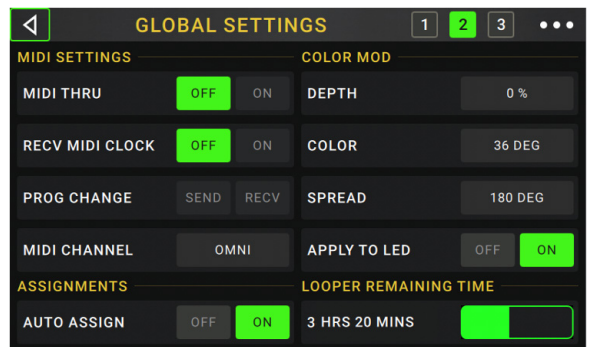 GLOBAL SETTINGS 1 2 3
MIDI SETTINGS
MIDI THRU OFF ON
RECV MIDI CLOCK OFF ON
PROG CHANGE SEND RECV
MIDI CHANNEL OMNI
ASSIGNMENTS
AUTO ASSIGN OFF ON
COLOR MOD
DEPTH 0 %
COLOR 36 DEG
SPREAD 180 DEG
APPLY TO LED OFF ON
LOOPER REMAINING TIME
3 HRS 20 MINS